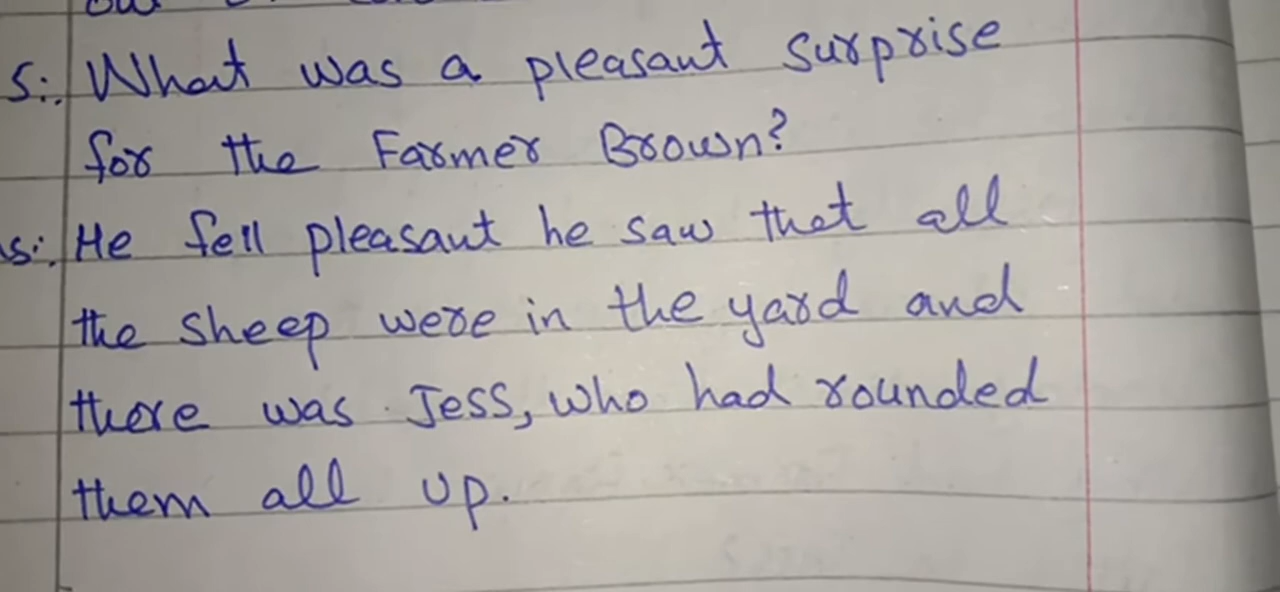 5:. What was a pleasant surprise
for the Farmer Brown?
s:. He fell pleasant he saw that all
the sheep were in the yard and
there was Jess, who had rounded
them all up.